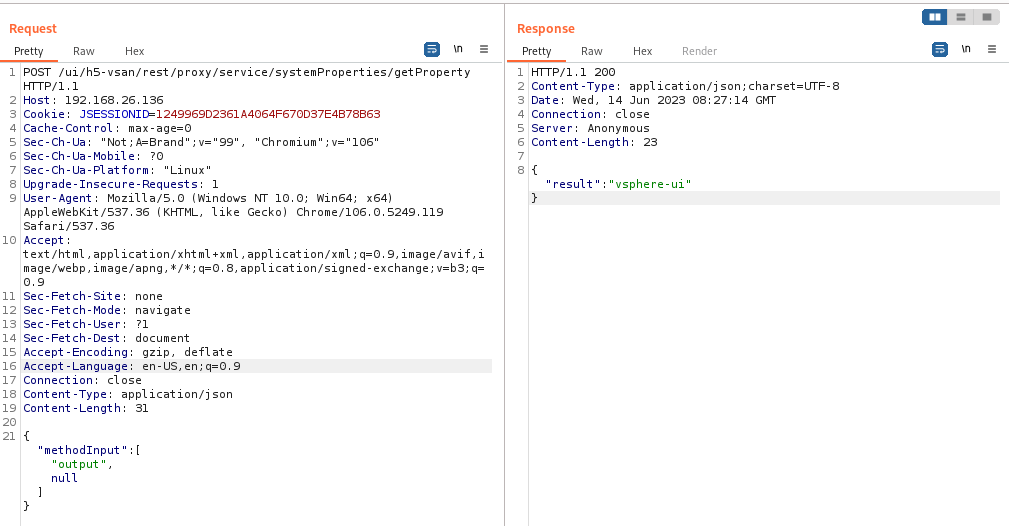 Request
Pretty Raw Hex \n
1 POST /ui/h5-vsan/rest/proxy/service/systemProperties/getProperty
HTTP/1.1
2 Host: 192.168.26.136
3 Cookie: JSESSIONID=1249969D2361A4064F670D37E4B78B63
4 Cache-Control: max-age=0
5 Sec-Ch-Ua: "Not;A=Brand";v="99", "Chromium";v="106"
6 Sec-Ch-Ua-Mobile: ?0
7 Sec-Ch-Ua-Platform: "Linux"
8 Upgrade-Insecure-Requests: 1
9 User-Agent: Mozilla/5.0 (Windows NT 10.0; Win64; x64)
AppleWebKit/537.36 (KHTML, like Gecko) Chrome/106.0.5249.119
Safari/537.36
10 Accept:
text/html,application/xhtml+xml,application/xml;q=0.9,image/avif,i
mage/webp,image/apng,*/*;q=0.8,application/signed-exchange;v=b3;q=
0.9
11 Sec-Fetch-Site: none
12 Sec-Fetch-Mode: navigate
13 Sec-Fetch-User: ?1
14 Sec-Fetch-Dest: document
15 Accept-Encoding: gzip, deflate
16 Accept-Language: en-US,en;q=0.9
17 Connection: close
18 Content-Type: application/json
19 Content-Length: 31
20
21 {
"methodInput":[
"output",
null
]
}
Response
Pretty Raw Hex Render \n
1 HTTP/1.1 200
2 Content-Type: application/json;charset=UTF-8
3 Date: Wed, 14 Jun 2023 08:27:14 GMT
4 Connection: close
5 Server: Anonymous
6 Content-Length: 23
7
8 {
"result":"vsphere-ui"
}